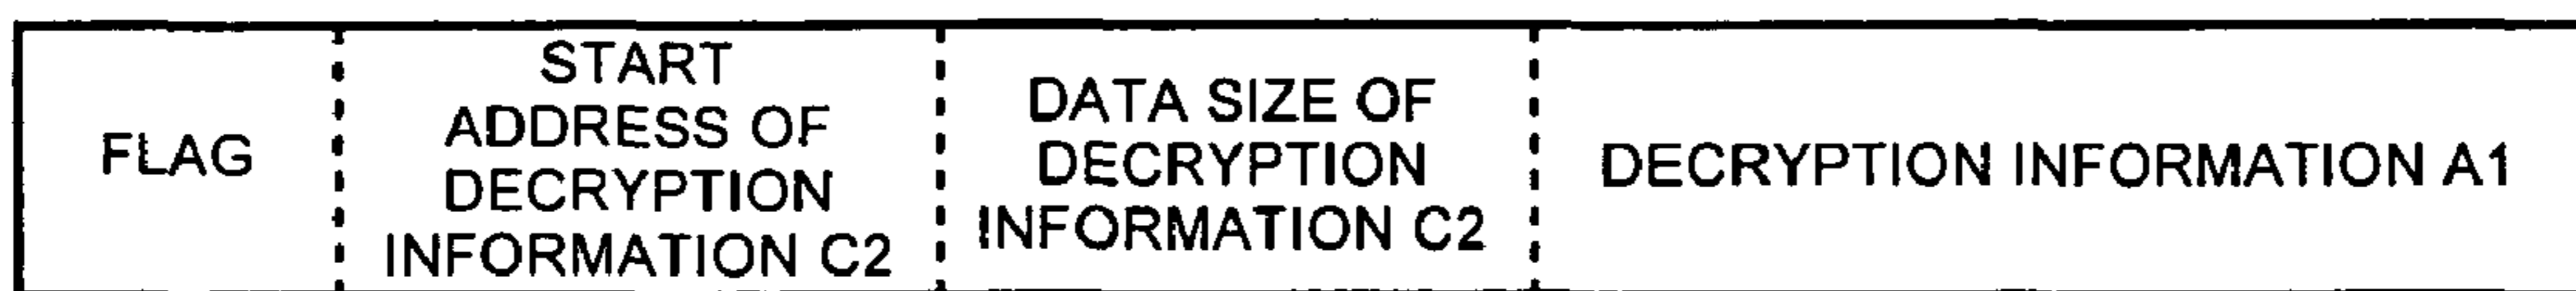 FLAG
START
ADDRESS OF
DECRYPTION
INFORMATION C2
DATA SIZE OF
DECRYPTION
INFORMATION C2
DECRYPTION INFORMATION A1